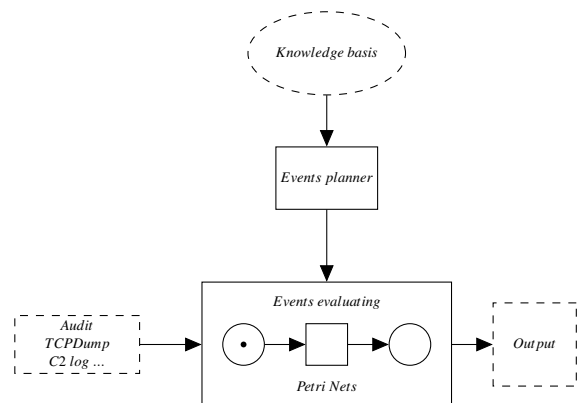 Knowledge basis
Events planner
Events evaluating
Audit
TCPDump
C2 log ...
Petri Nets
Output